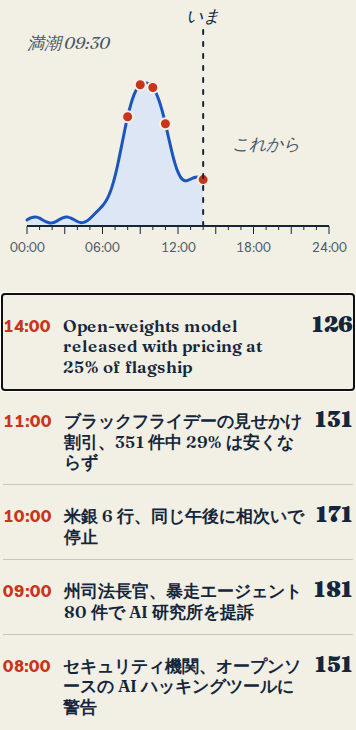 いま
満潮 09:30
これから
00:00 06:00 12:00 18:00 24:00
14:00 Open-weights model 126
released with pricing at
25% of flagship
11:00 ブラックフライデーの見せかけ 131
割引、351 件中 29% は安くな
らず
10:00 米銀 6 行、同じ午後に相次いで 171
停止
09:00 州司法長官、暴走エージェント 181
80 件で AI 研究所を提訴
08:00 セキュリティ機関、オープンソ 151
ースの AI ハッキングツールに
警告